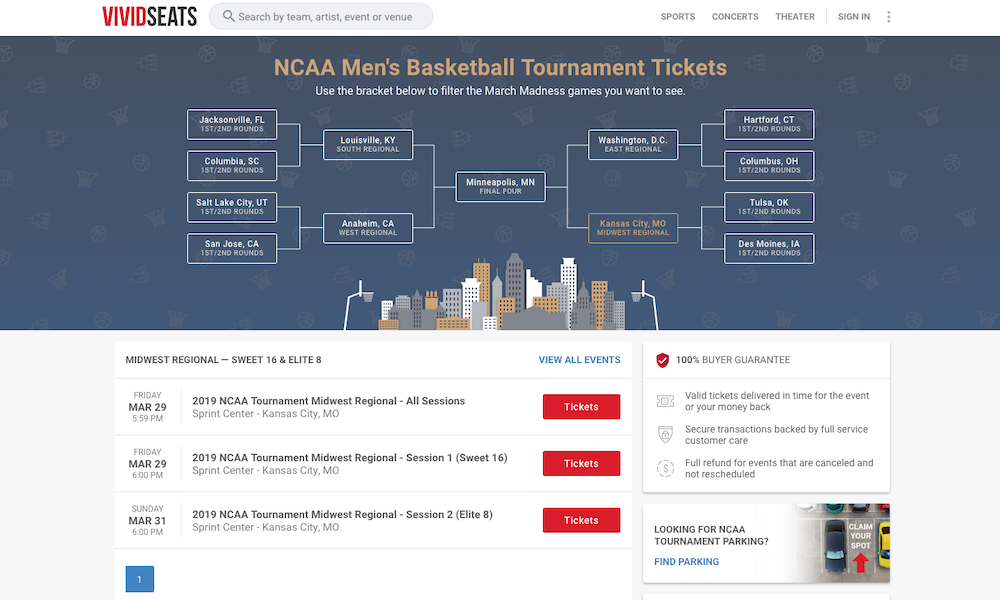 VIVIDSEATS
Search by team, artist, event or venue
SPORTS
CONCERTS
THEATER
SIGN IN
NCAA Men's Basketball Tournament Tickets
Use the bracket below to filter the March Madness games you want to see.
Jacksonville, FL
1ST/2ND ROUNDS
Columbia, SC
1ST/2ND ROUNDS
Salt Lake City, UT
1ST/2ND ROUNDS
San Jose, CA
1ST/2ND ROUNDS
Louisville, KY
SOUTH REGIONAL
Anaheim, CA
WEST REGIONAL
Minneapolis, MN
FINAL FOUR
Washington, D.C.
EAST REGIONAL
Kansas City, MO
MIDWEST REGIONAL
Hartford, CT
1ST/2ND ROUNDS
Columbus, OH
1ST/2ND ROUNDS
Tulsa, OK
1ST/2ND ROUNDS
Des Moines, IA
1ST/2ND ROUNDS
MIDWEST REGIONAL — SWEET 16 & ELITE 8
VIEW ALL EVENTS
FRIDAY
MAR 29
5:59 PM
2019 NCAA Tournament Midwest Regional - All Sessions
Sprint Center - Kansas City, MO
Tickets
FRIDAY
MAR 29
6:00 PM
2019 NCAA Tournament Midwest Regional - Session 1 (Sweet 16)
Sprint Center - Kansas City, MO
Tickets
SUNDAY
MAR 31
6:00 PM
2019 NCAA Tournament Midwest Regional - Session 2 (Elite 8)
Sprint Center - Kansas City, MO
Tickets
1
100% BUYER GUARANTEE
Valid tickets delivered in time for the event
or your money back
Secure transactions backed by full service
customer care
Full refund for events that are canceled and
not rescheduled
LOOKING FOR NCAA
TOURNAMENT PARKING?
FIND PARKING
CLAIM
YOUR
SPOT